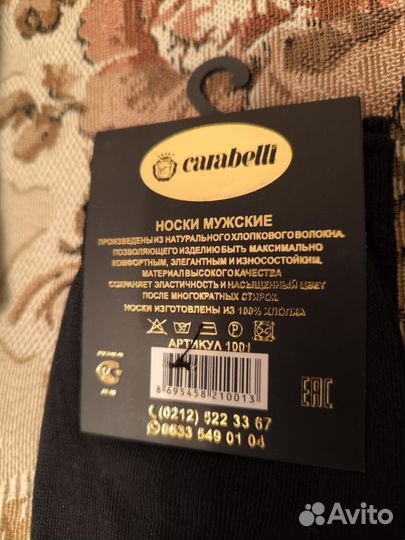 carabelli
НОСКИ МУЖСКИЕ
ПРОИЗВЕДЕНЫ ИЗ НАТУРАЛЬНОГО ХЛОПКОВОГО ВОЛОКНА.
ПОЗВОЛЯЮЩЕГО ИЗДЕЛИЮ БЫТЬ МАКСИМАЛЬНО
КОМФОРТНЫМ, ЭЛЕГАНТНЫМ И ИЗНОСОСТОЙКИМ.
МАТЕРИАЛ ВЫСОКОГО КАЧЕСТВА
СОХРАНЯЕТ ЭЛАСТИЧНОСТЬ И НАСЫЩЕННЫЙ ЦВЕТ
ПОСЛЕ МНОГОКРАТНЫХ СТИРОК.
НОСКИ ИЗГОТОВЛЕНЫ ИЗ 100% ХЛОПКА
P
АРТИКУЛ 1001
8 695458 210013
EAC
(0212) 522 33 67
0633 549 01 04
Avito